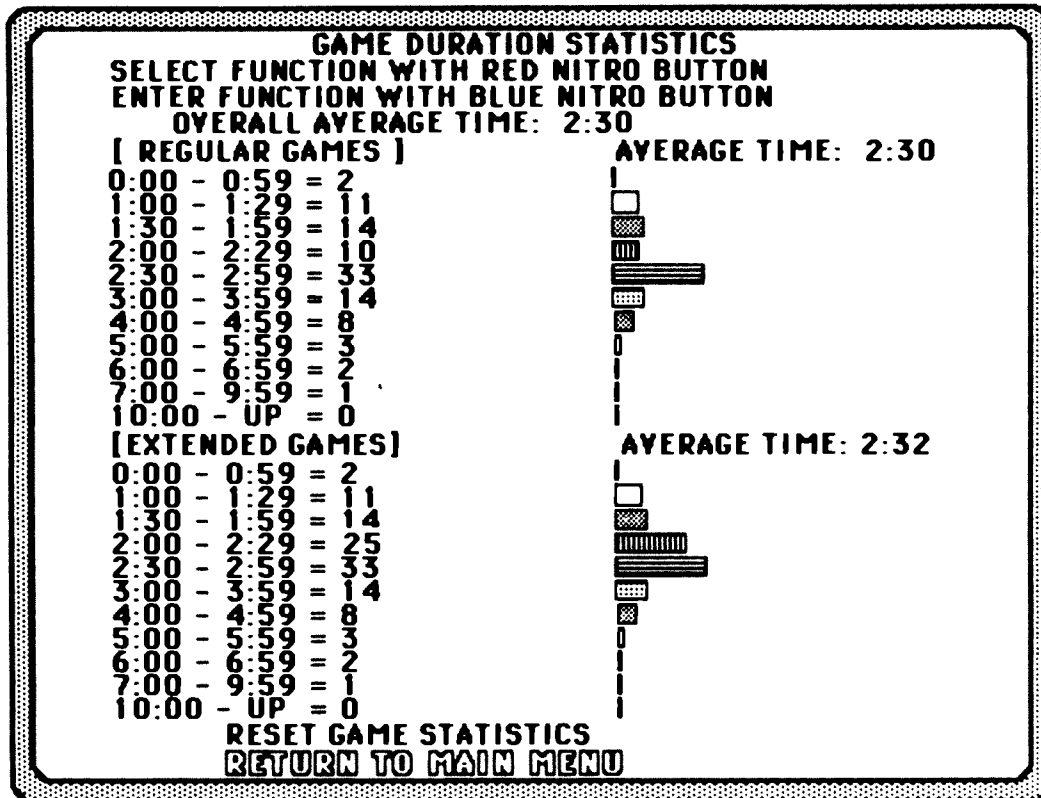 GAME DURATION STATISTICS
SELECT FUNCTION WITH RED NITRO BUTTON
ENTER FUNCTION WITH BLUE NITRO BUTTON
OVERALL AVERAGE TIME: 2:30
[ REGULAR GAMES ] AVERAGE TIME: 2:30
0:00 - 0:59 = 2
1:00 - 1:29 = 11
1:30 - 1:59 = 14
2:00 - 2:29 = 10
2:30 - 2:59 = 33
3:00 - 3:59 = 14
4:00 - 4:59 = 8
5:00 - 5:59 = 3
6:00 - 6:59 = 2
7:00 - 9:59 = 1
10:00 - UP = 0
[EXTENDED GAMES] AVERAGE TIME: 2:32
0:00 - 0:59 = 2
1:00 - 1:29 = 11
1:30 - 1:59 = 14
2:00 - 2:29 = 25
2:30 - 2:59 = 33
3:00 - 3:59 = 14
4:00 - 4:59 = 8
5:00 - 5:59 = 3
6:00 - 6:59 = 2
7:00 - 9:59 = 1
10:00 - UP = 0
RESET GAME STATISTICS
RETURN TO MAIN MENU